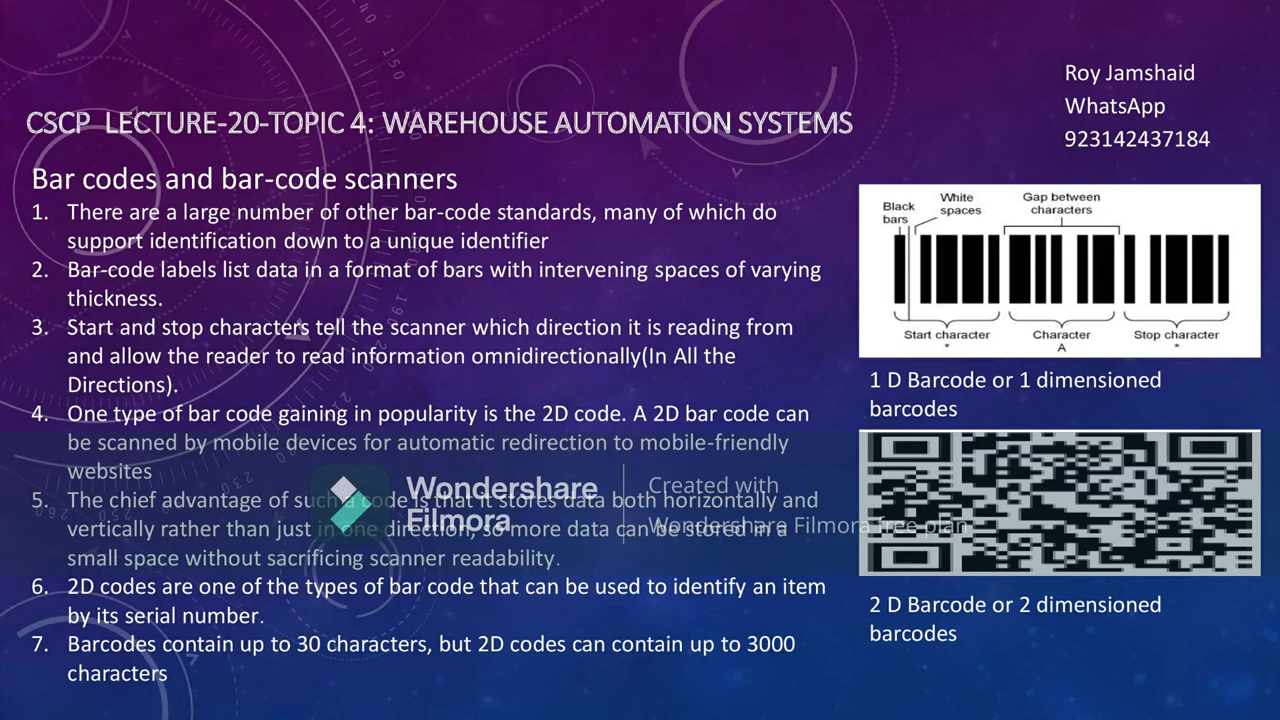 Roy Jamshaid
WhatsApp
923142437184
CSCP LECTURE-20-TOPIC 4: WAREHOUSE AUTOMATION SYSTEMS
Bar codes and bar-code scanners
1. There are a large number of other bar-code standards, many of which do
support identification down to a unique identifier
2. Bar-code labels list data in a format of bars with intervening spaces of varying
thickness.
3. Start and stop characters tell the scanner which direction it is reading from
and allow the reader to read information omnidirectionally(In All the
Directions).
4. One type of bar code gaining in popularity is the 2D code. A 2D bar code can
be scanned by mobile devices for automatic redirection to mobile-friendly
websites
5. The chief advantage of such a code is that it stores data both horizontally and
vertically rather than just in one direction, so more data can be stored in a
small space without sacrificing scanner readability.
6. 2D codes are one of the types of bar code that can be used to identify an item
by its serial number.
7. Barcodes contain up to 30 characters, but 2D codes can contain up to 3000
characters
Black
bars
White
spaces
Gap between
characters
Start character
*
Character
A
Stop character
*
1 D Barcode or 1 dimensioned
barcodes
2 D Barcode or 2 dimensioned
barcodes
Wondershare
Filmora
Created with
Wondershare Filmora free plan
150
140
190
210
220
230
250
260